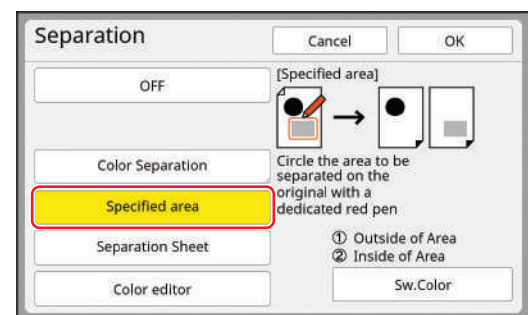 Separation
Cancel
OK
OFF
Color Separation
Specified area
Separation Sheet
Color editor
[Specified area]
Circle the area to be
separated on the
original with a
dedicated red pen
① Outside of Area
② Inside of Area
Sw.Color